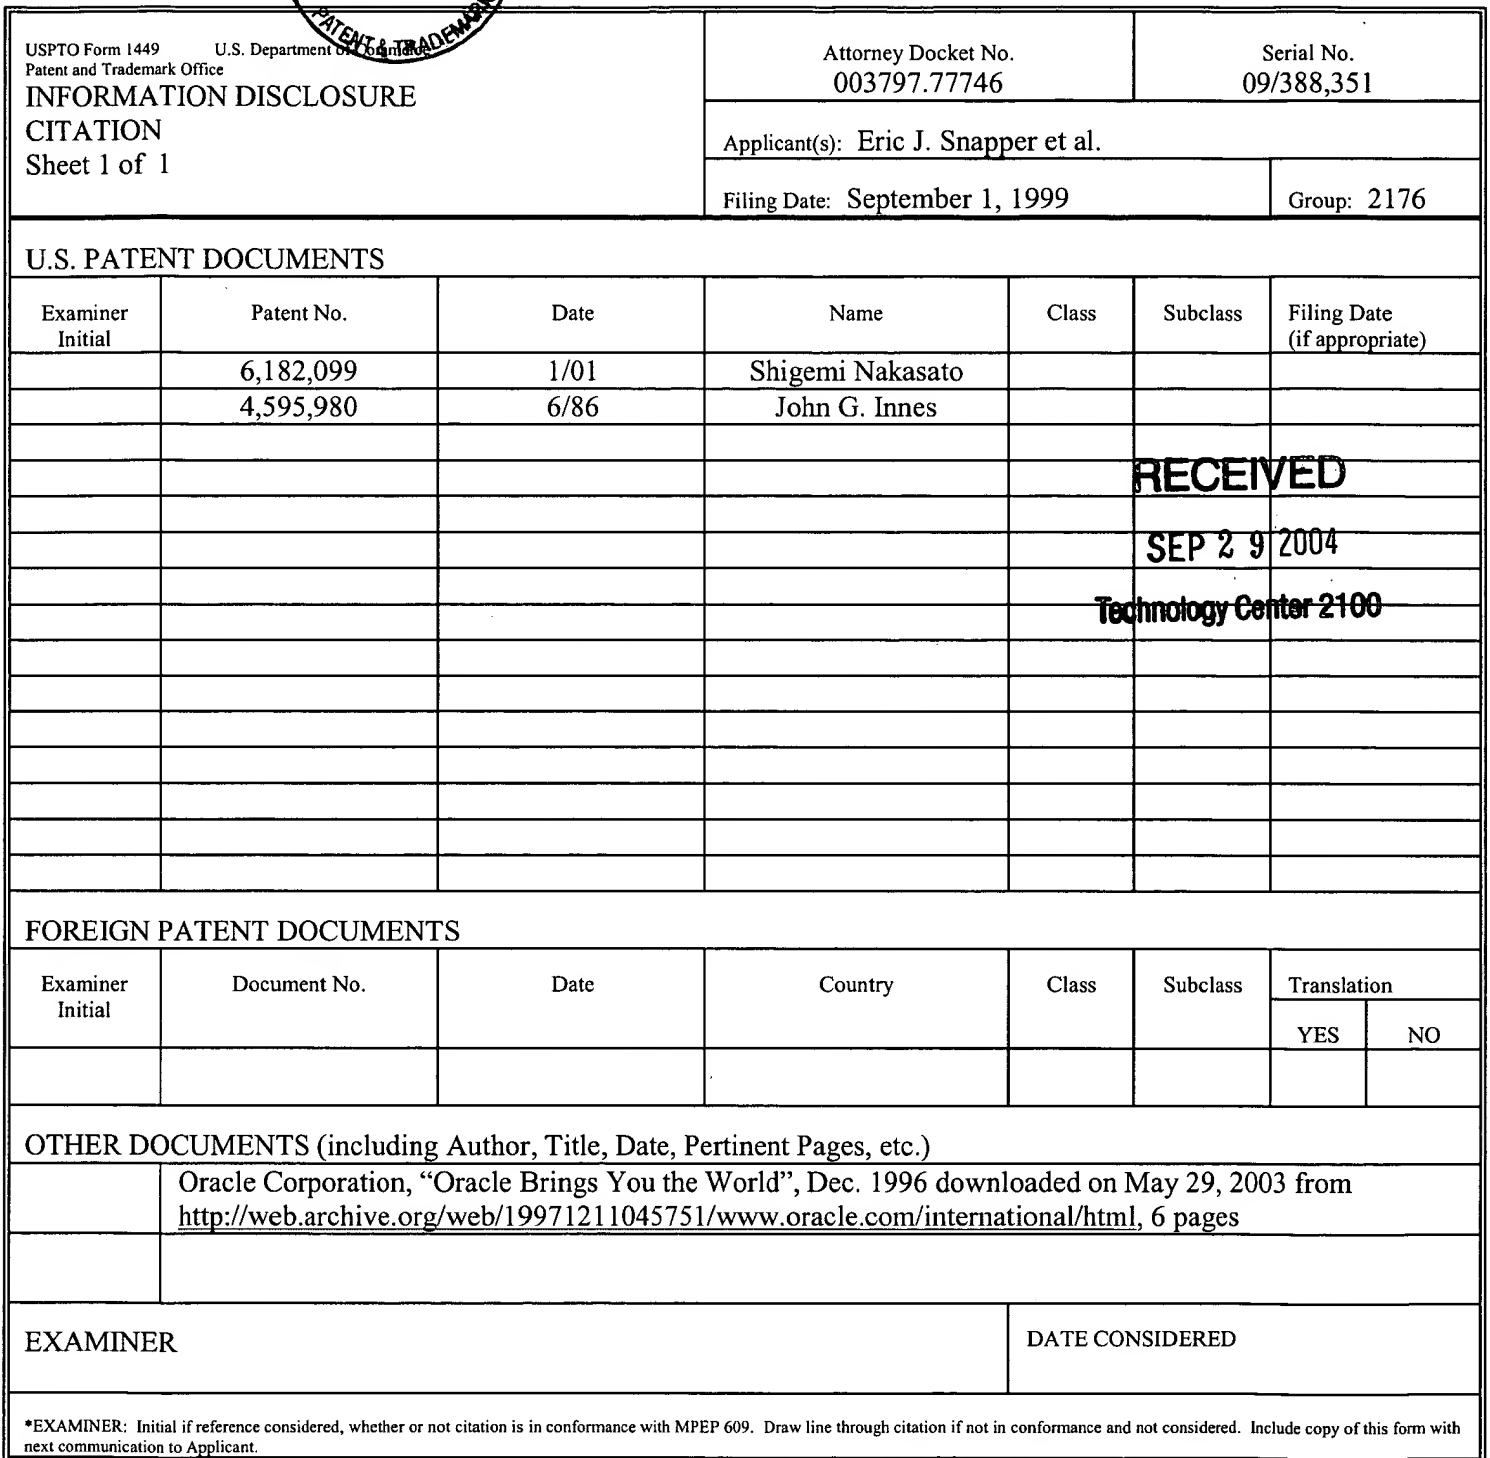 PATENT & TRADEMARK
USPTO Form 1449 U.S. Department of Commerce
Patent and Trademark Office
INFORMATION DISCLOSURE
CITATION
Sheet 1 of 1
Attorney Docket No.
003797.77746
Serial No.
09/388,351
Applicant(s): Eric J. Snapper et al.
Filing Date: September 1, 1999
Group: 2176
U.S. PATENT DOCUMENTS
Examiner
Initial
Patent No.
Date
Name
Class
Subclass
Filing Date
(if appropriate)
6,182,099 1/01 Shigemi Nakasato
4,595,980 6/86 John G. Innes
RECEIVED
SEP 29 2004
Technology Center 2100
FOREIGN PATENT DOCUMENTS
Examiner
Initial
Document No.
Date
Country
Class
Subclass
Translation
YES NO
OTHER DOCUMENTS (including Author, Title, Date, Pertinent Pages, etc.)
Oracle Corporation, “Oracle Brings You the World”, Dec. 1996 downloaded on May 29, 2003 from
http://web.archive.org/web/19971211045751/www.oracle.com/international/html, 6 pages
EXAMINER
DATE CONSIDERED
*EXAMINER: Initial if reference considered, whether or not citation is in conformance with MPEP 609. Draw line through citation if not in conformance and not considered. Include copy of this form with
next communication to Applicant.